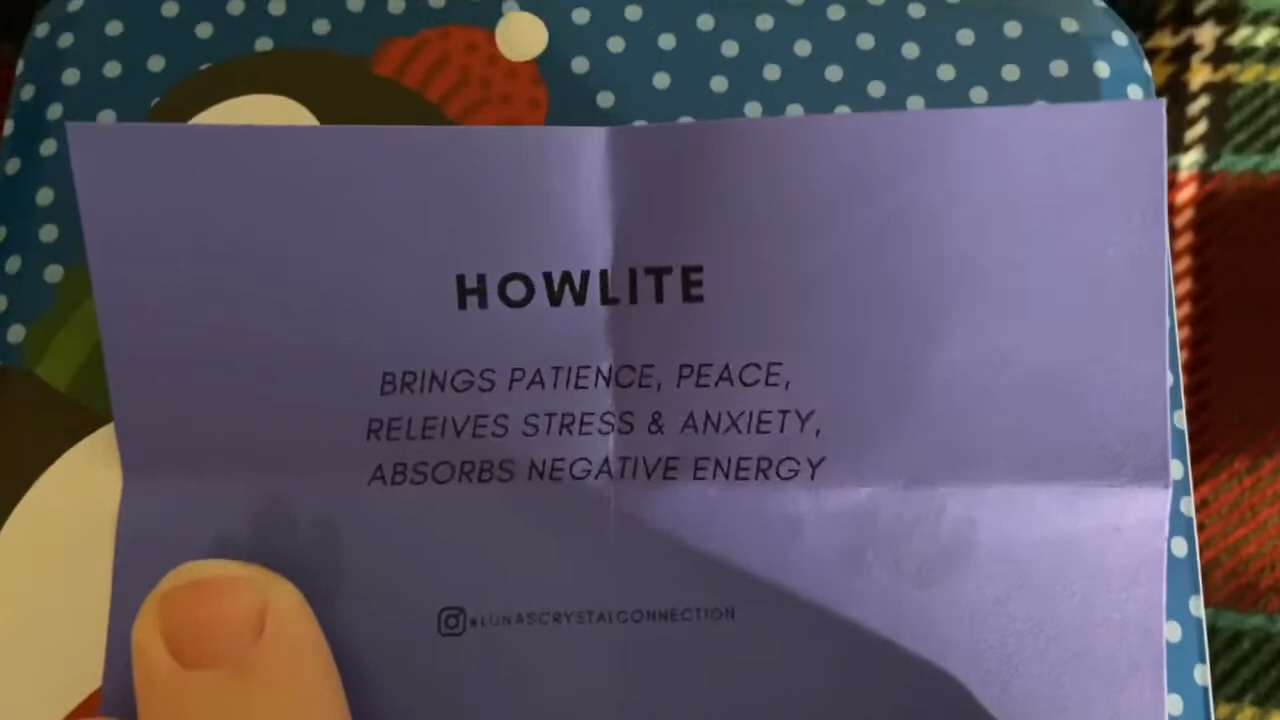 HOWLITE
BRINGS PATIENCE, PEACE,
RELEIVES STRESS & ANXIETY,
ABSORBS NEGATIVE ENERGY
@LUNASCRYSTALCONNECTION